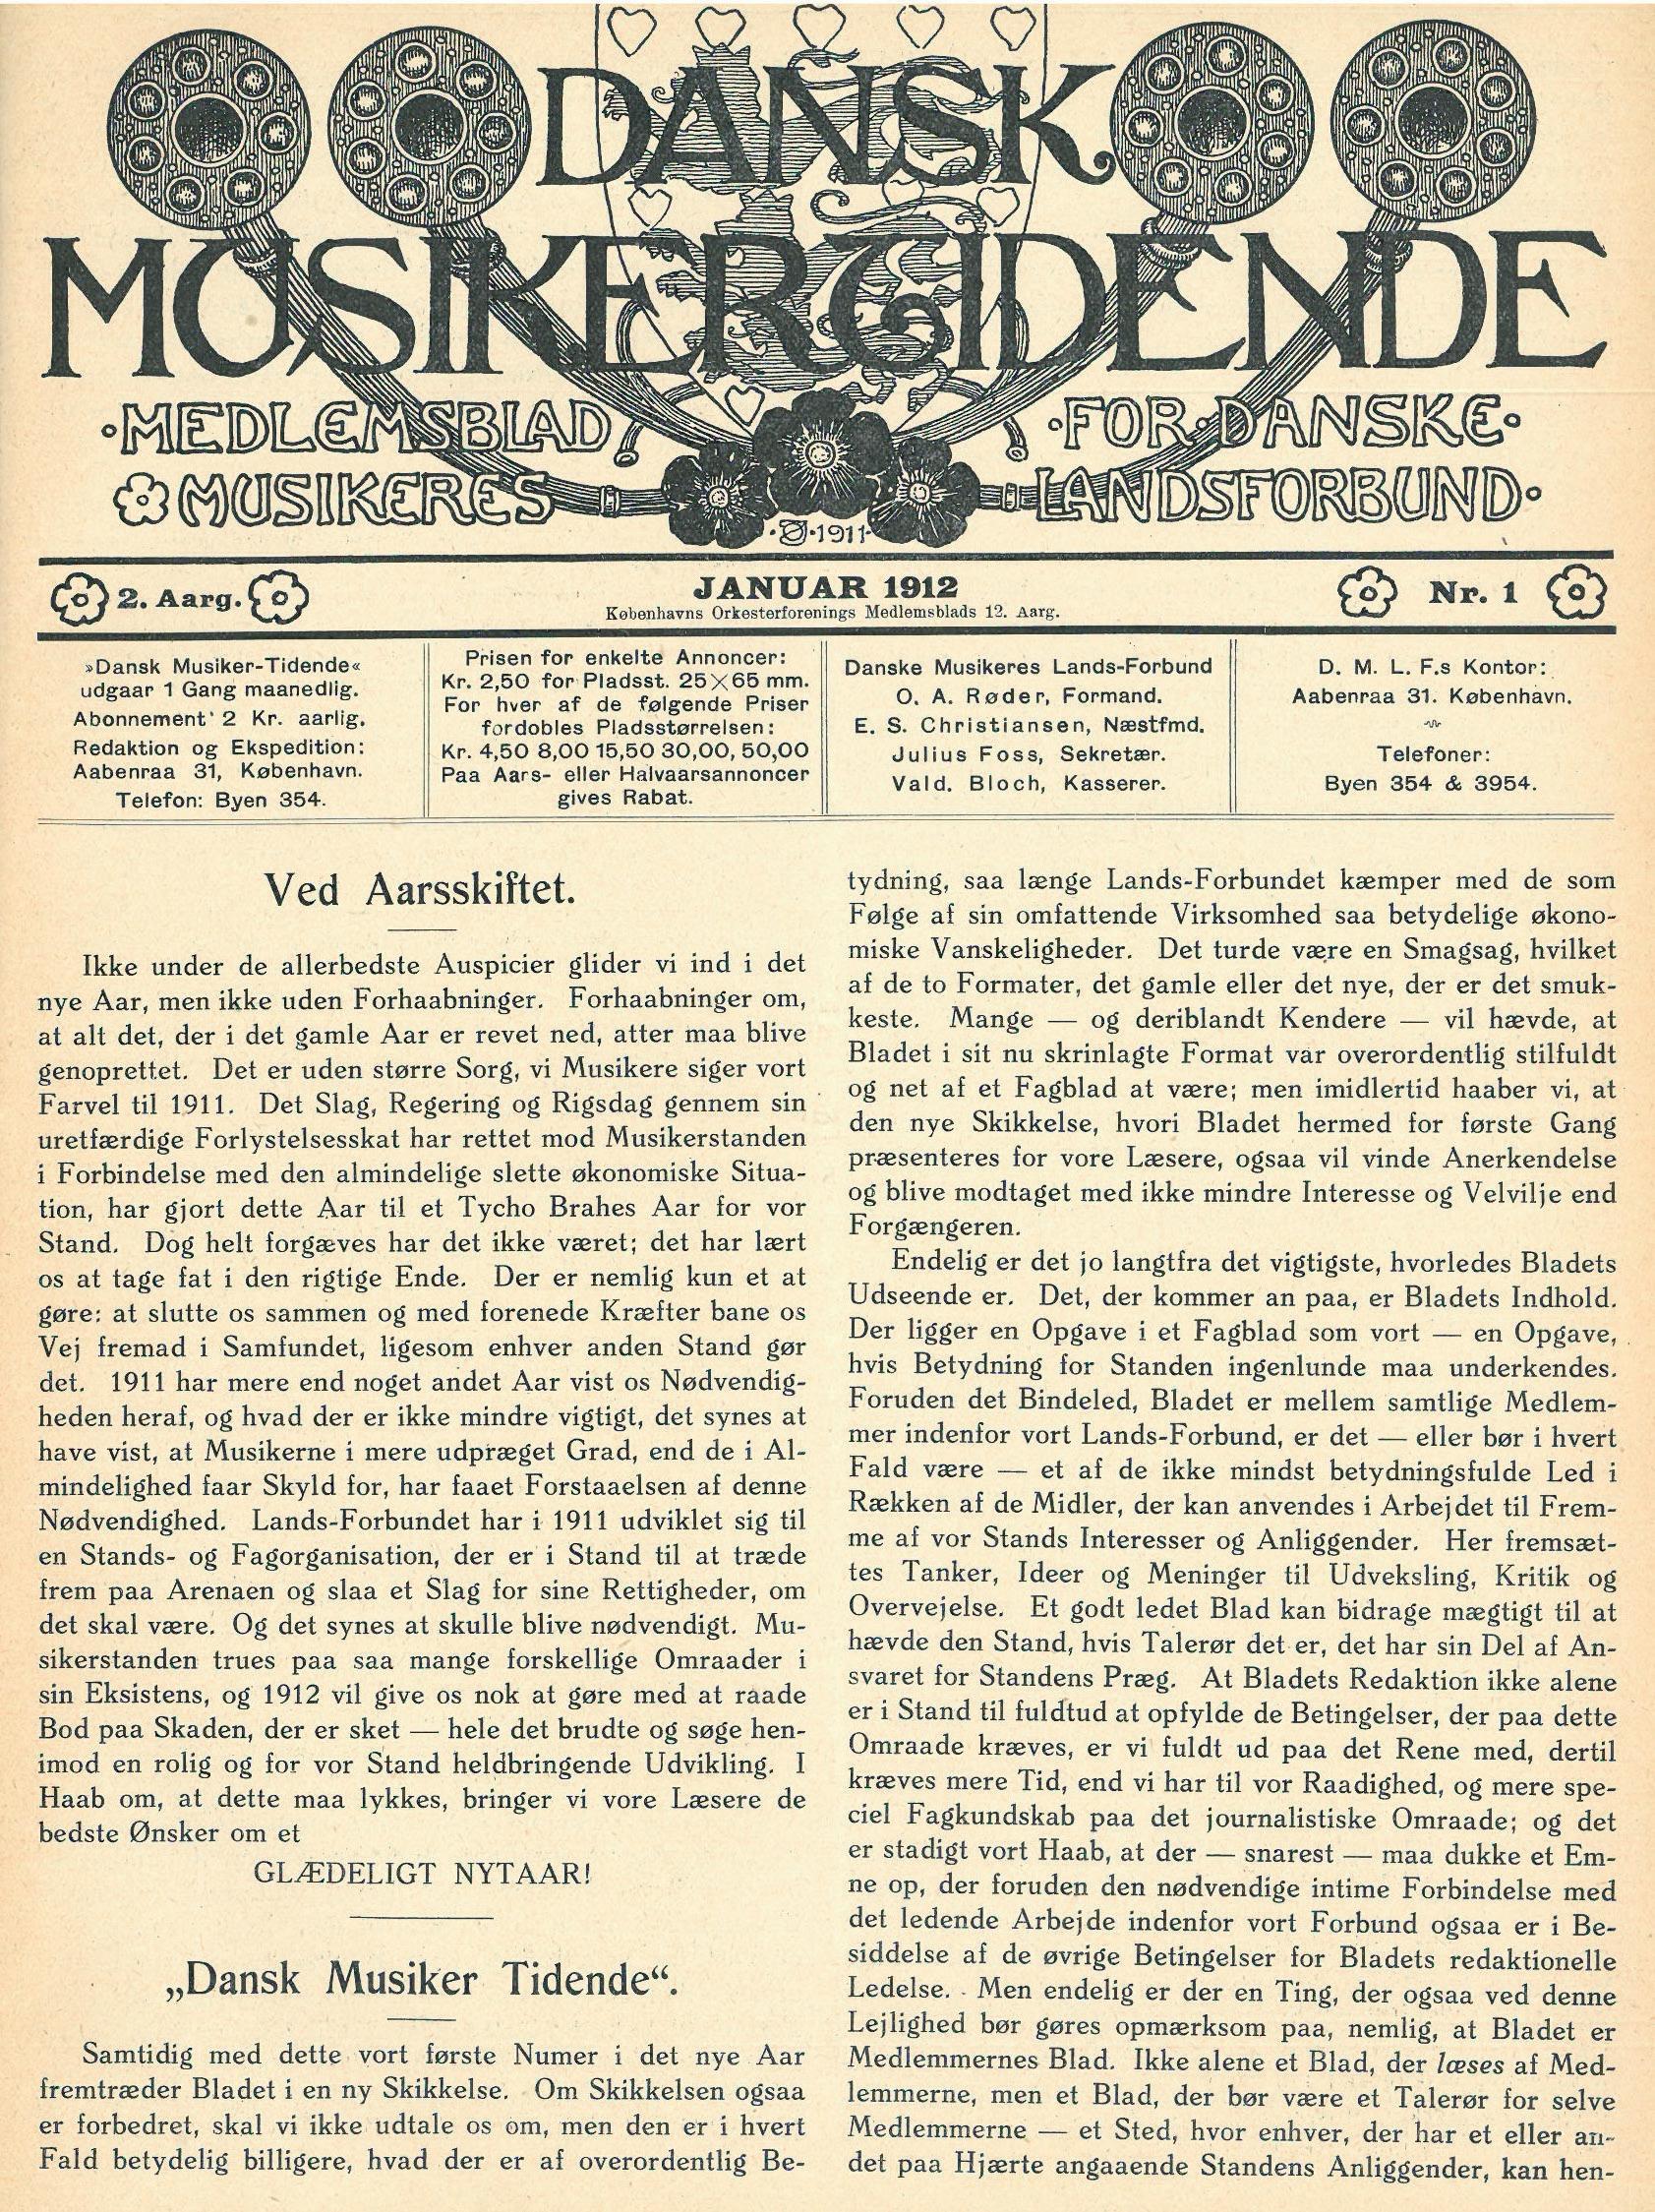 DANSK
MUSIKERTIDENDE
·MEDLEMSBLAD ·FOR·DANSKE·
MUSIKERES LANDSFORBUND·
·1911·
2. Aarg.
JANUAR 1912
Københavns Orkesterforenings Medlemsblads 12. Aarg.
Nr. 1
»Dansk Musiker-Tidende«
udgaar 1 Gang maanedlig.
Abonnement 2 Kr. aarlig.
Redaktion og Ekspedition:
Aabenraa 31, København.
Telefon: Byen 354.
Prisen for enkelte Annoncer:
Kr. 2,50 for Pladsst. 25×65 mm.
For hver af de følgende Priser
fordobles Pladsstørrelsen:
Kr. 4,50 8,00 15,50 30,00, 50,00
Paa Aars- eller Halvaarsannoncer
gives Rabat.
Danske Musikeres Lands-Forbund
O. A. Røder, Formand.
E. S. Christiansen, Næstfmd.
Julius Foss, Sekretær.
Vald. Bloch, Kasserer.
D. M. L. F.s Kontor:
Aabenraa 31. København.
Telefoner:
Byen 354 & 3954.
Ved Aarsskiftet.
Ikke under de allerbedste Auspicier glider vi ind i det
nye Aar, men ikke uden Forhaabninger. Forhaabninger om,
at alt det, der i det gamle Aar er revet ned, atter maa blive
genoprettet. Det er uden større Sorg, vi Musikere siger vort
Farvel til 1911. Det Slag, Regering og Rigsdag gennem sin
uretfærdige Forlystelsesskat har rettet mod Musikerstanden
i Forbindelse med den almindelige slette økonomiske Situa-
tion, har gjort dette Aar til et Tycho Brahes Aar for vor
Stand. Dog helt forgæves har det ikke været; det har lært
os at tage fat i den rigtige Ende. Der er nemlig kun et at
gøre: at slutte os sammen og med forenede Kræfter bane os
Vej fremad i Samfundet, ligesom enhver anden Stand gør
det. 1911 har mere end noget andet Aar vist os Nødvendig-
heden heraf, og hvad der er ikke mindre vigtigt, det synes at
have vist, at Musikerne i mere udpræget Grad, end de i Al-
mindelighed faar Skyld for, har faaet Forstaaelsen af denne
Nødvendighed. Lands-Forbundet har i 1911 udviklet sig til
en Stands- og Fagorganisation, der er i Stand til at træde
frem paa Arenaen og slaa et Slag for sine Rettigheder, om
det skal være. Og det synes at skulle blive nødvendigt. Mu-
sikerstanden trues paa saa mange forskellige Omraader i
sin Eksistens, og 1912 vil give os nok at gøre med at raade
Bod paa Skaden, der er sket — hele det brudte og søge hen-
imod en rolig og for vor Stand heldbringende Udvikling. I
Haab om, at dette maa lykkes, bringer vi vore Læsere de
bedste Ønsker om et
GLÆDELIGT NYTAAR!
„Dansk Musiker Tidende“.
Samtidig med dette vort første Numer i det nye Aar
fremtræder Bladet i en ny Skikkelse. Om Skikkelsen ogsaa
er forbedret, skal vi ikke udtale os om, men den er i hvert
Fald betydelig billigere, hvad der er af overordentlig Be-
tydning, saa længe Lands-Forbundet kæmper med de som
Følge af sin omfattende Virksomhed saa betydelige økono-
miske Vanskeligheder. Det turde være en Smagsag, hvilket
af de to Formater, det gamle eller det nye, der er det smuk-
keste. Mange — og deriblandt Kendere — vil hævde, at
Bladet i sit nu skrinlagte Format var overordentlig stilfuldt
og net af et Fagblad at være; men imidlertid haaber vi, at
den nye Skikkelse, hvori Bladet hermed for første Gang
præsenteres for vore Læsere, ogsaa vil vinde Anerkendelse
og blive modtaget med ikke mindre Interesse og Velvilje end
Forgængeren.
Endelig er det jo langtfra det vigtigste, hvorledes Bladets
Udseende er. Det, der kommer an paa, er Bladets Indhold.
Der ligger en Opgave i et Fagblad som vort — en Opgave,
hvis Betydning for Standen ingenlunde maa underkendes.
Foruden det Bindeled, Bladet er mellem samtlige Medlem-
mer indenfor vort Lands-Forbund, er det — eller bør i hvert
Fald være — et af de ikke mindst betydningsfulde Led i
Rækken af de Midler, der kan anvendes i Arbejdet til Frem-
me af vor Stands Interesser og Anliggender. Her fremsæt-
tes Tanker, Ideer og Meninger til Udveksling, Kritik og
Overvejelse. Et godt ledet Blad kan bidrage mægtigt til at
hævde den Stand, hvis Talerør det er, det har sin Del af An-
svaret for Standens Præg. At Bladets Redaktion ikke alene
er i Stand til fuldtud at opfylde de Betingelser, der paa dette
Omraade kræves, er vi fuldt ud paa det Rene med, dertil
kræves mere Tid, end vi har til vor Raadighed, og mere spe-
ciel Fagkundskab paa det journalistiske Omraade; og det
er stadigt vort Haab, at der — snarest — maa dukke et Em-
ne op, der foruden den nødvendige intime Forbindelse med
det ledende Arbejde indenfor vort Forbund ogsaa er i Be-
siddelse af de øvrige Betingelser for Bladets redaktionelle
Ledelse. Men endelig er der en Ting, der ogsaa ved denne
Lejlighed bør gøres opmærksom paa, nemlig, at Bladet er
Medlemmernes Blad. Ikke alene et Blad, der læses af Med-
lemmerne, men et Blad, der bør være et Talerør for selve
Medlemmerne — et Sted, hvor enhver, der har et eller an-
det paa Hjærte angaaende Standens Anliggender, kan hen-